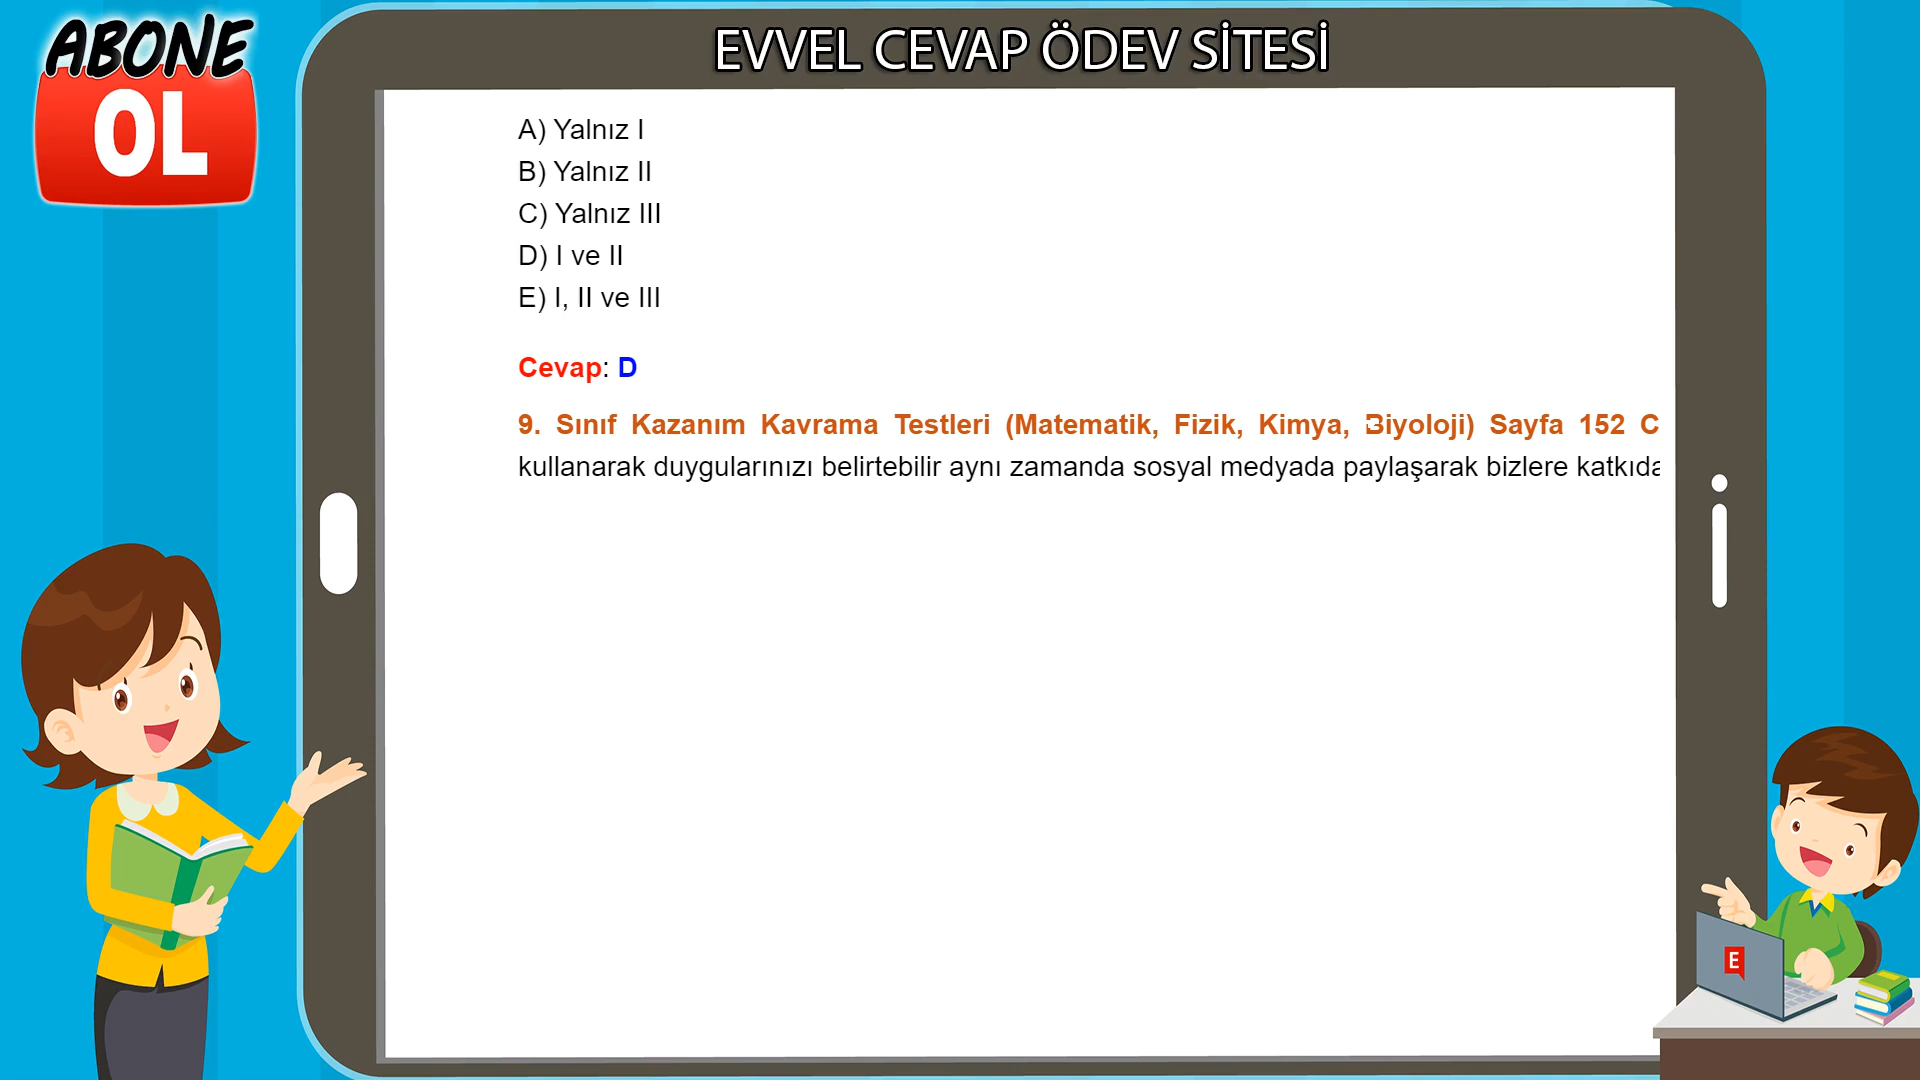 ABONE
OL
EVVEL CEVAP ÖDEV SİTESİ
A) Yalnız I
B) Yalnız II
C) Yalnız III
D) I ve II
E) I, II ve III
Cevap: D
9. Sınıf Kazanım Kavrama Testleri (Matematik, Fizik, Kimya, Biyoloji) Sayfa 152 C
kullanarak duygularınızı belirtebilir aynı zamanda sosyal medyada paylaşarak bizlere katkıda
E